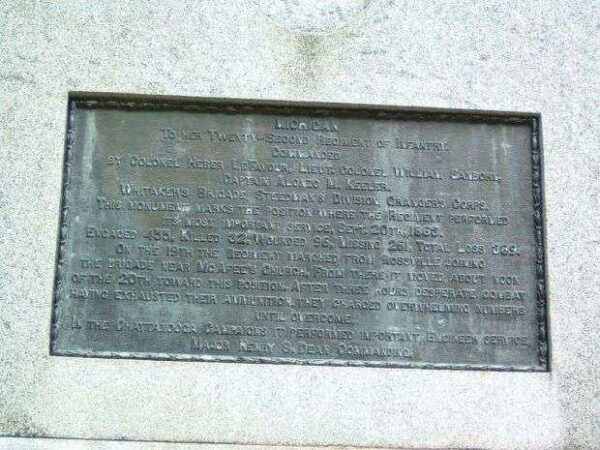 MICHIGAN
TO HER TWENTY-SECOND REGIMENT OF INFANTRY
COMMANDED
BY COLONEL HEBER LEFAVOUR, LIEUT. COLONEL WILLIAM SANBORN,
CAPTAIN ALONZO M. KEELER.
WHITAKER'S BRIGADE, STEEDMAN'S DIVISION, GRANGER'S CORPS.
THIS MONUMENT MARKS THE POSITION WHERE THE REGIMENT PERFORMED
ITS MOST IMPORTANT SERVICE, SEPT. 20TH, 1863.
ENGAGED 455, KILLED 32, WOUNDED 96, MISSING 261, TOTAL LOSS 389.
ON THE 19TH THE REGIMENT MARCHED FROM ROSSVILLE JOINING
THE BRIGADE NEAR MCAFEE'S CHURCH, FROM THERE IT MOVED ABOUT NOON
OF THE 20TH TOWARD THIS POSITION. AFTER THREE HOURS DESPERATE COMBAT
HAVING EXHAUSTED THEIR AMMUNITION, THEY CHARGED OVERWHELMING NUMBERS
UNTIL OVERCOME.
IN THE CHATTANOOGA CAMPAIGNS IT PERFORMED IMPORTANT ENGINEER SERVICE,
MAJOR HENRY S. DEAN COMMANDING.